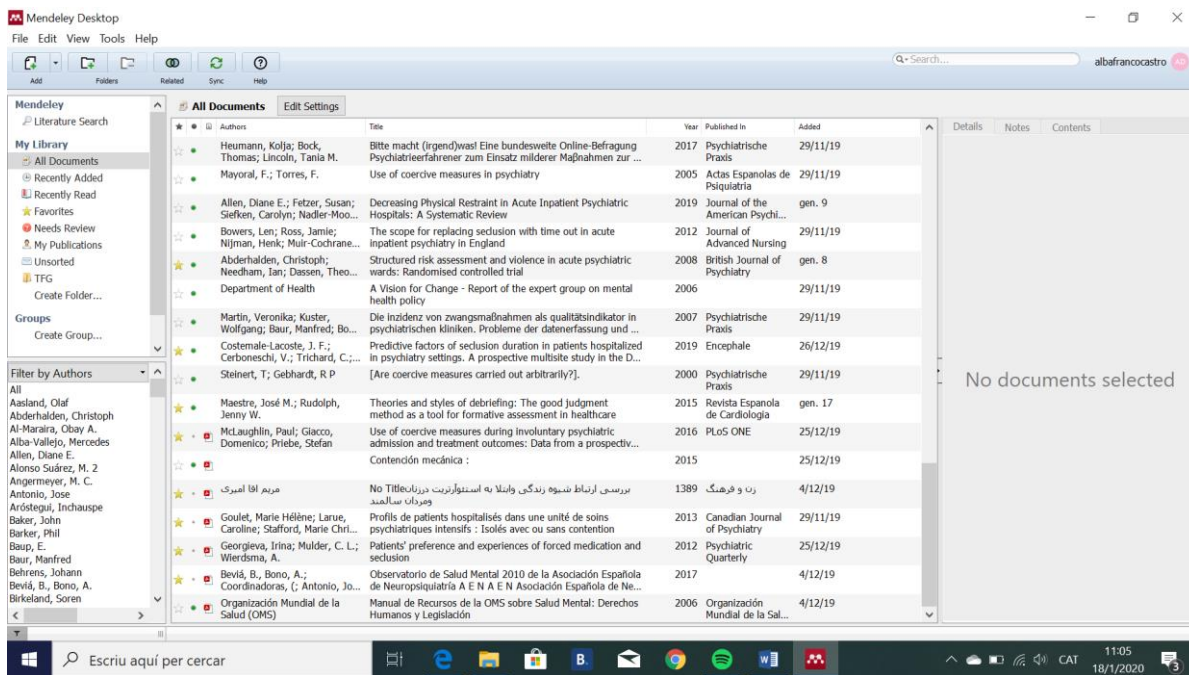 Mendeley Desktop
File Edit View Tools Help
Add Folders Related Sync Help
Search...
albafrancocastro AD
Mendeley
Literature Search
My Library
All Documents
Recently Added
Recently Read
Favorites
Needs Review
My Publications
Unsorted
TFG
Create Folder...
Groups
Create Group...
Filter by Authors
All
Aasland, Olaf
Abderhalden, Christoph
Al-Maraira, Obay A.
Alba-Vallejo, Mercedes
Allen, Diane E.
Alonso Suárez, M. 2
Angermeyer, M. C.
Antonio, Jose
Aróstegui, Inchauspe
Baker, John
Barker, Phil
Baup, E.
Baur, Manfred
Behrens, Johann
Beviá, B., Bono, A.
Birkeland, Soren
All Documents Edit Settings
Authors Title Year Published In Added
Heumann, Kolja; Bock, Bitte macht (irgend)was! Eine bundesweite Online-Befragung 2017 Psychiatrische 29/11/19
Thomas; Lincoln, Tania M. Psychiatrieerfahrener zum Einsatz milderer Maßnahmen zur ... Praxis
Mayoral, F.; Torres, F. Use of coercive measures in psychiatry 2005 Actas Espanolas de 29/11/19
Psiquiatria
Allen, Diane E.; Fetzer, Susan; Decreasing Physical Restraint in Acute Inpatient Psychiatric 2019 Journal of the gen. 9
Siefken, Carolyn; Nadler-Moo... Hospitals: A Systematic Review American Psychi...
Bowers, Len; Ross, Jamie; The scope for replacing seclusion with time out in acute 2012 Journal of 29/11/19
Nijman, Henk; Muir-Cochrane... inpatient psychiatry in England Advanced Nursing
Abderhalden, Christoph; Structured risk assessment and violence in acute psychiatric 2008 British Journal of gen. 8
Needham, Ian; Dassen, Theo... wards: Randomised controlled trial Psychiatry
Department of Health A Vision for Change - Report of the expert group on mental 2006 29/11/19
health policy
Martin, Veronika; Kuster, Die inzidenz von zwangsmaßnahmen als qualitätsindikator in 2007 Psychiatrische 29/11/19
Wolfgang; Baur, Manfred; Bo... psychiatrischen kliniken. Probleme der datenerfassung und ... Praxis
Costemale-Lacoste, J. F.; Predictive factors of seclusion duration in patients hospitalized 2019 Encephale 26/12/19
Cerboneschi, V.; Trichard, C.;... in psychiatry settings. A prospective multisite study in the D...
Steinert, T; Gebhardt, R P [Are coercive measures carried out arbitrarily?]. 2000 Psychiatrische 29/11/19
Praxis
Maestre, José M.; Rudolph, Theories and styles of debriefing: The good judgment 2015 Revista Espanola gen. 17
Jenny W. method as a tool for formative assessment in healthcare de Cardiologia
McLaughlin, Paul; Giacco, Use of coercive measures during involuntary psychiatric 2016 PLoS ONE 25/12/19
Domenico; Priebe, Stefan admission and treatment outcomes: Data from a prospectiv...
Contención mecánica : 2015 25/12/19
مریم اقا امیری No Titleبررسی ارتباط شیوه زندگی وابتلا به استئوآرتریت درزنان 1389 زن و فرهنگ 4/12/19
ومردان سالمند
Goulet, Marie Hélène; Larue, Profils de patients hospitalisés dans une unité de soins 2013 Canadian Journal 29/11/19
Caroline; Stafford, Marie Chri... psychiatriques intensifs : Isolés avec ou sans contention of Psychiatry
Georgieva, Irina; Mulder, C. L.; Patients' preference and experiences of forced medication and 2012 Psychiatric 25/12/19
Wierdsma, A. seclusion Quarterly
Beviá, B., Bono, A.; Observatorio de Salud Mental 2010 de la Asociación Española 2017 4/12/19
Coordinadoras, (; Antonio, Jo... de Neuropsiquiatría A E N A E N Asociación Española de Ne...
Organización Mundial de la Manual de Recursos de la OMS sobre Salud Mental: Derechos 2006 Organización 4/12/19
Salud (OMS) Humanos y Legislación Mundial de la Sal...
Details Notes Contents
No documents selected
Escriu aquí per cercar
B.
CAT
11:05
18/1/2020
3